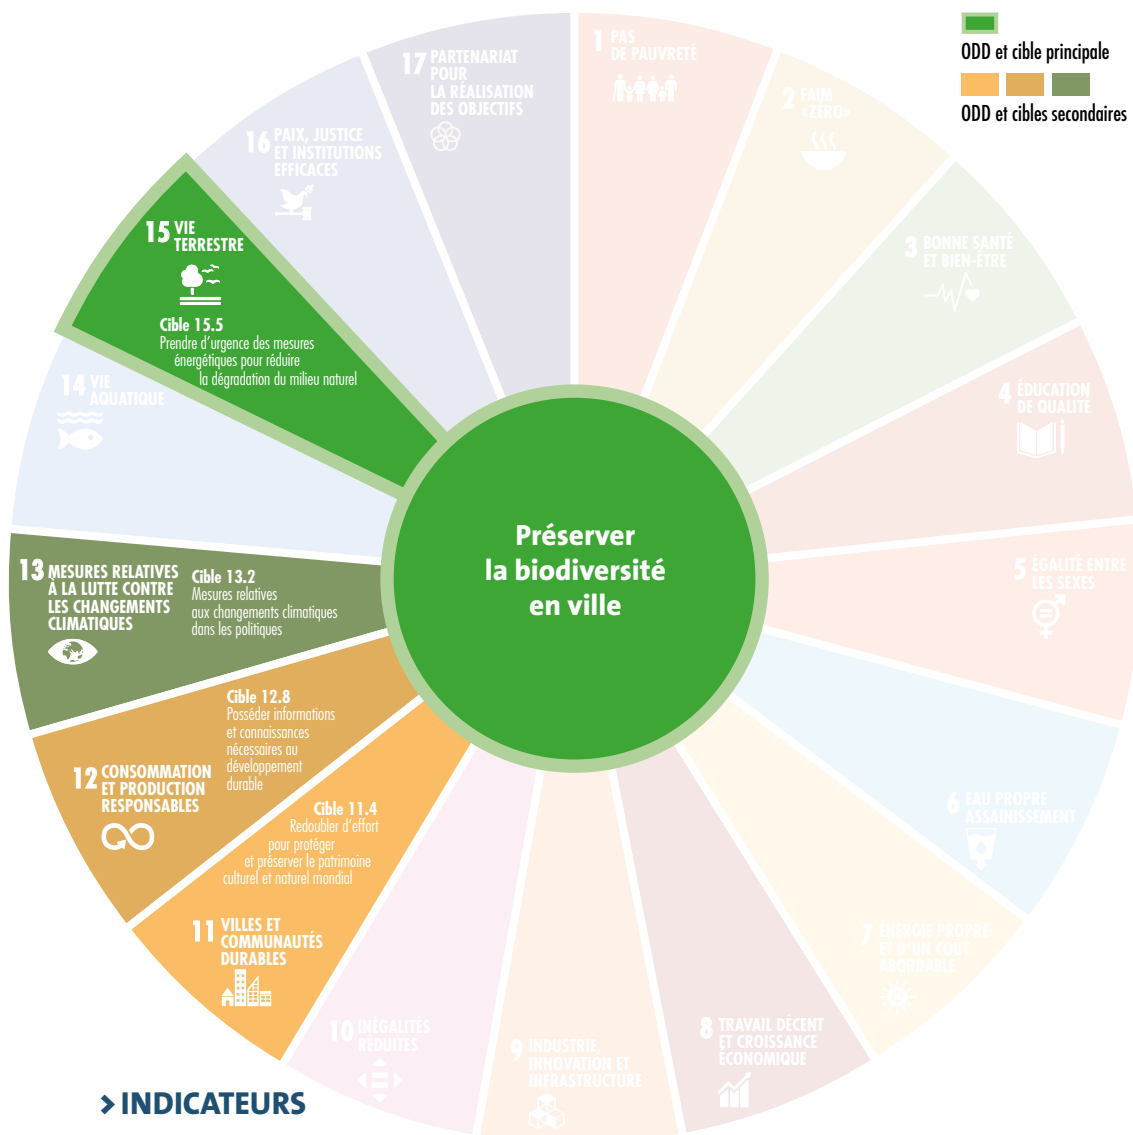 ODD et cible principale
ODD et cibles secondaires
1 PAS
DE PAUVRETÉ
2 FAIM
«ZÉRO»
3 BONNE SANTÉ
ET BIEN-ÊTRE
4 ÉDUCATION
DE QUALITÉ
5 ÉGALITÉ ENTRE
LES SEXES
6 EAU PROPRE
ASSAINISSEMENT
7 ÉNERGIE PROPRE
ET D'UN COÛT
ABORDABLE
8 TRAVAIL DÉCENT
ET CROISSANCE
ÉCONOMIQUE
9 INDUSTRIE,
INNOVATION ET
INFRASTRUCTURE
10 INÉGALITÉS
RÉDUITES
11 VILLES ET
COMMUNAUTÉS
DURABLES
Cible 11.4
Redoubler d'effort
pour protéger
et préserver le patrimoine
culturel et naturel mondial
12 CONSOMMATION
ET PRODUCTION
RESPONSABLES
Cible 12.8
Posséder informations
et connaissances
nécessaires au
développement
durable
13 MESURES RELATIVES
À LA LUTTE CONTRE
LES CHANGEMENTS
CLIMATIQUES
Cible 13.2
Mesures relatives
aux changements climatiques
dans les politiques
14 VIE
AQUATIQUE
15 VIE
TERRESTRE
Cible 15.5
Prendre d'urgence des mesures
énergétiques pour réduire
la dégradation du milieu naturel
16 PAIX, JUSTICE
ET INSTITUTIONS
EFFICACES
17 PARTENARIAT
POUR
LA RÉALISATION
DES OBJECTIFS
Préserver
la biodiversité
en ville
> INDICATEURS